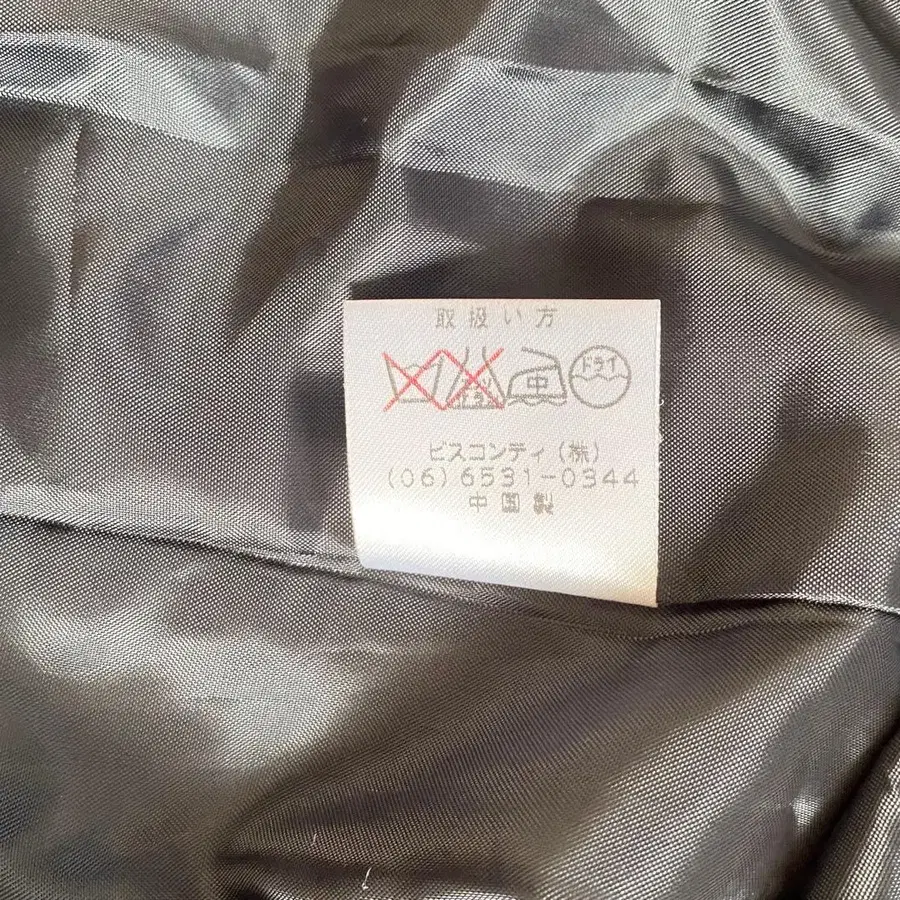 取扱い方
中 ドライ
ビスコンティ(株)
(06)6531-0344
中国製